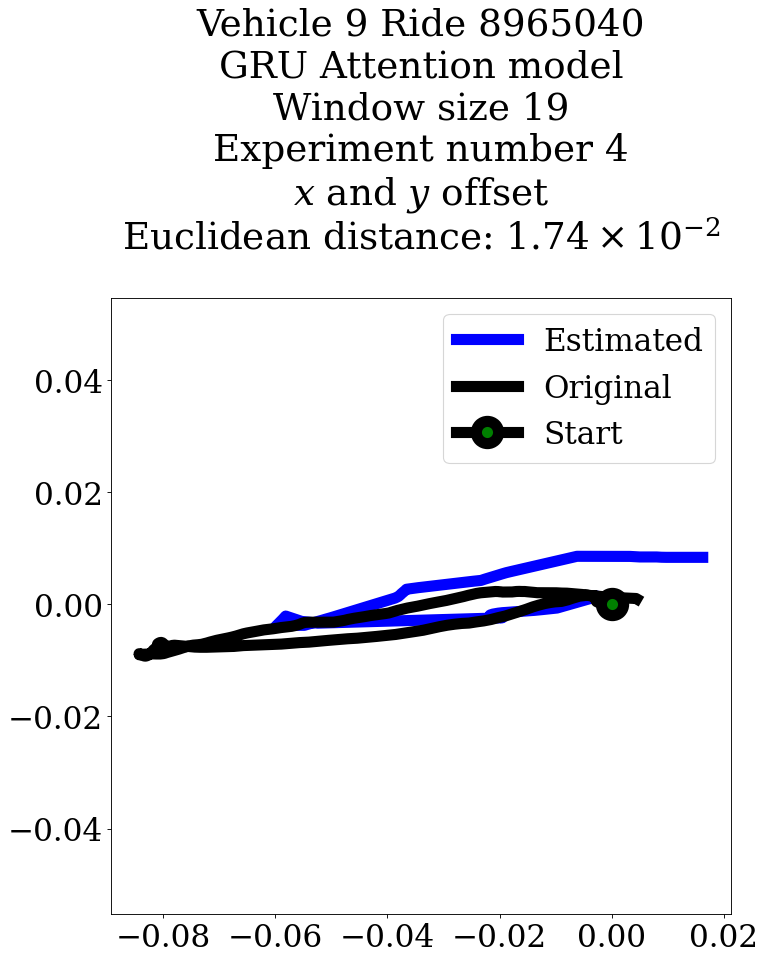 Vehicle 9 Ride 8965040
GRU Attention model
Window size 19
Experiment number 4
x and y offset
Euclidean distance: 1.74 × 10⁻²
Estimated
Original
Start
0.04
0.02
0.00
−0.02
−0.04
−0.08 −0.06 −0.04 −0.02 0.00 0.02